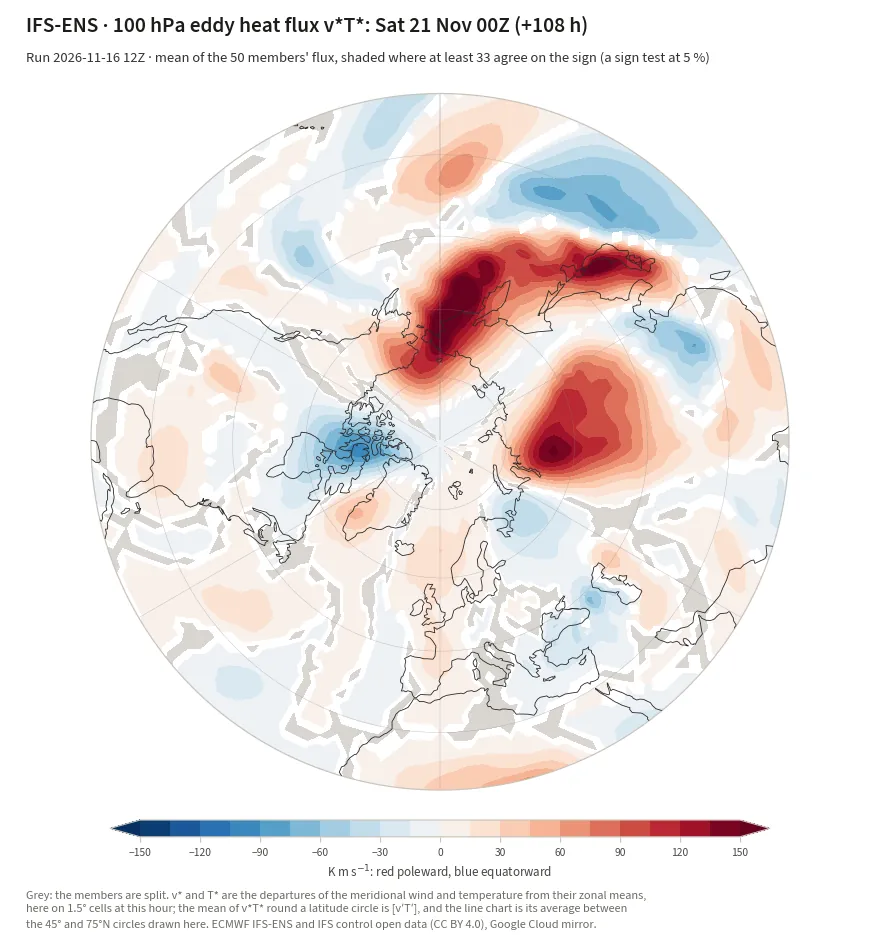 IFS-ENS · 100 hPa eddy heat flux v*T*: Sat 21 Nov 00Z (+108 h)
Run 2026-11-16 12Z · mean of the 50 members' flux, shaded where at least 33 agree on the sign (a sign test at 5 %)
−150 −120 −90 −60 −30 0 30 60 90 120 150
K m s⁻¹: red poleward, blue equatorward
Grey: the members are split. v* and T* are the departures of the meridional wind and temperature from their zonal means,
here on 1.5° cells at this hour; the mean of v*T* round a latitude circle is [v'T'], and the line chart is its average between
the 45° and 75°N circles drawn here. ECMWF IFS-ENS and IFS control open data (CC BY 4.0), Google Cloud mirror.